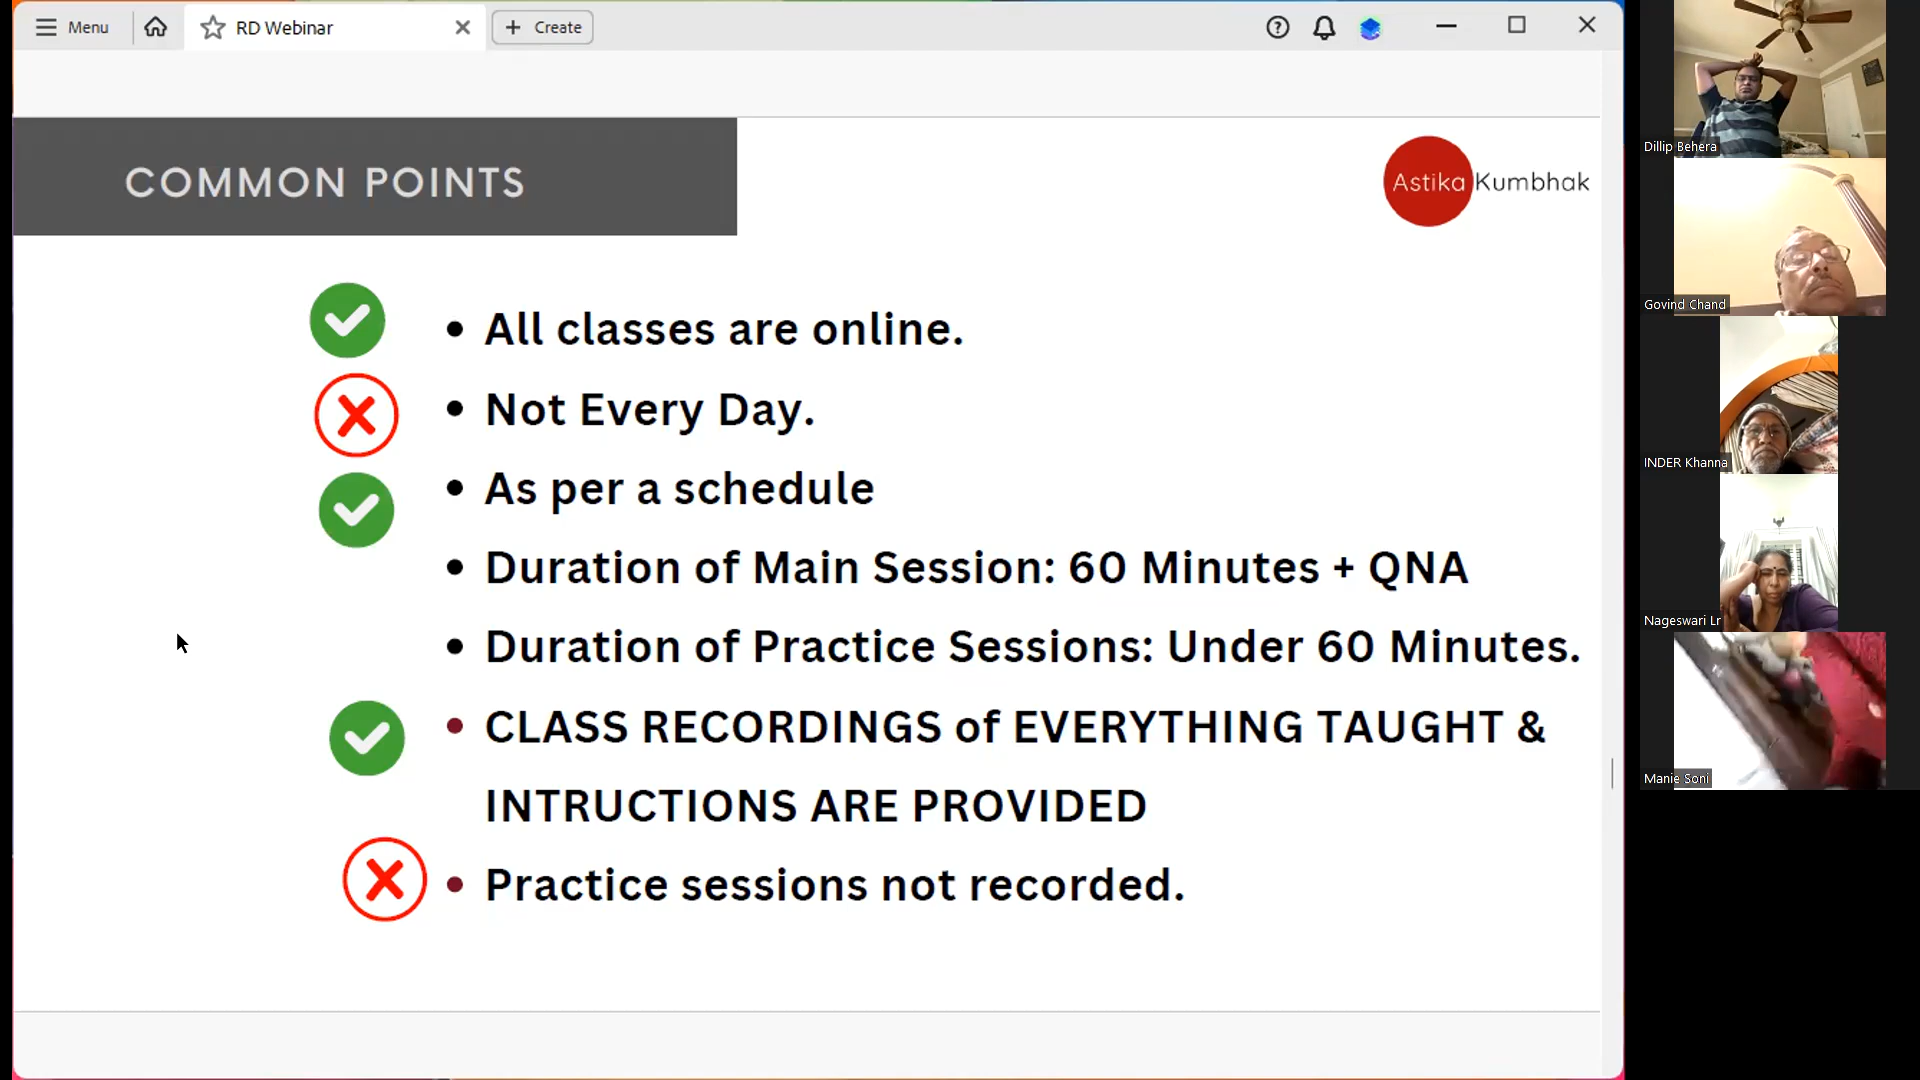 Menu
RD Webinar
+ Create
COMMON POINTS
Astika Kumbhak
• All classes are online.
• Not Every Day.
• As per a schedule
• Duration of Main Session: 60 Minutes + QNA
• Duration of Practice Sessions: Under 60 Minutes.
• CLASS RECORDINGS of EVERYTHING TAUGHT &
INTRUCTIONS ARE PROVIDED
• Practice sessions not recorded.
Dillip Behera
Govind Chand
INDER Khanna
Nageswari Lr
Manie Soni